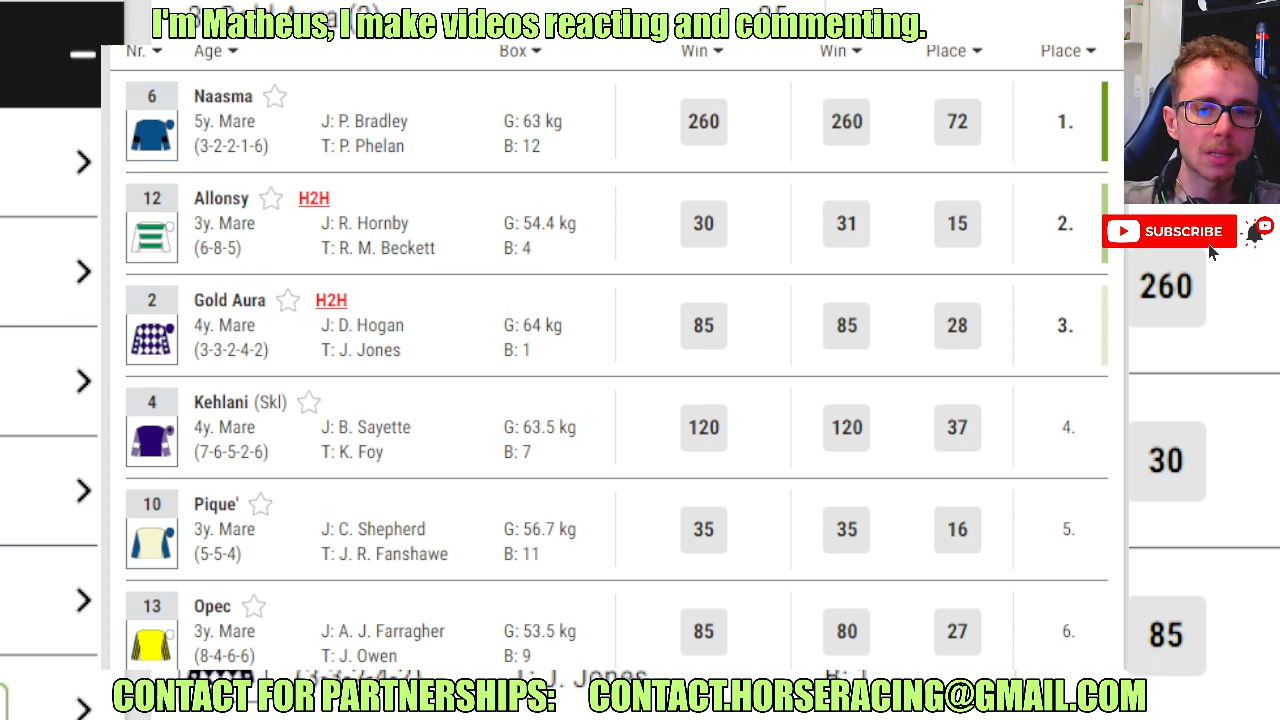 I'm Matheus, I make videos reacting and commenting.
Nr. Age Box Win Win Place Place
6 Naasma
5y. Mare J: P. Bradley G: 63 kg 260 260 72 1.
(3-2-2-1-6) T: P. Phelan B: 12
12 Allonsy H2H
3y. Mare J: R. Hornby G: 54.4 kg 30 31 15 2.
(6-8-5) T: R. M. Beckett B: 4
2 Gold Aura H2H
4y. Mare J: D. Hogan G: 64 kg 85 85 28 3.
(3-3-2-4-2) T: J. Jones B: 1
4 Kehlani (Skl)
4y. Mare J: B. Sayette G: 63.5 kg 120 120 37 4.
(7-6-5-2-6) T: K. Foy B: 7
10 Pique'
3y. Mare J: C. Shepherd G: 56.7 kg 35 35 16 5.
(5-5-4) T: J. R. Fanshawe B: 11
13 Opec
3y. Mare J: A. J. Farragher G: 53.5 kg 85 80 27 6.
(8-4-6-6) T: J. Owen B: 9
SUBSCRIBE
260
30
85
CONTACT FOR PARTNERSHIPS: CONTACT.HORSERACING@GMAIL.COM